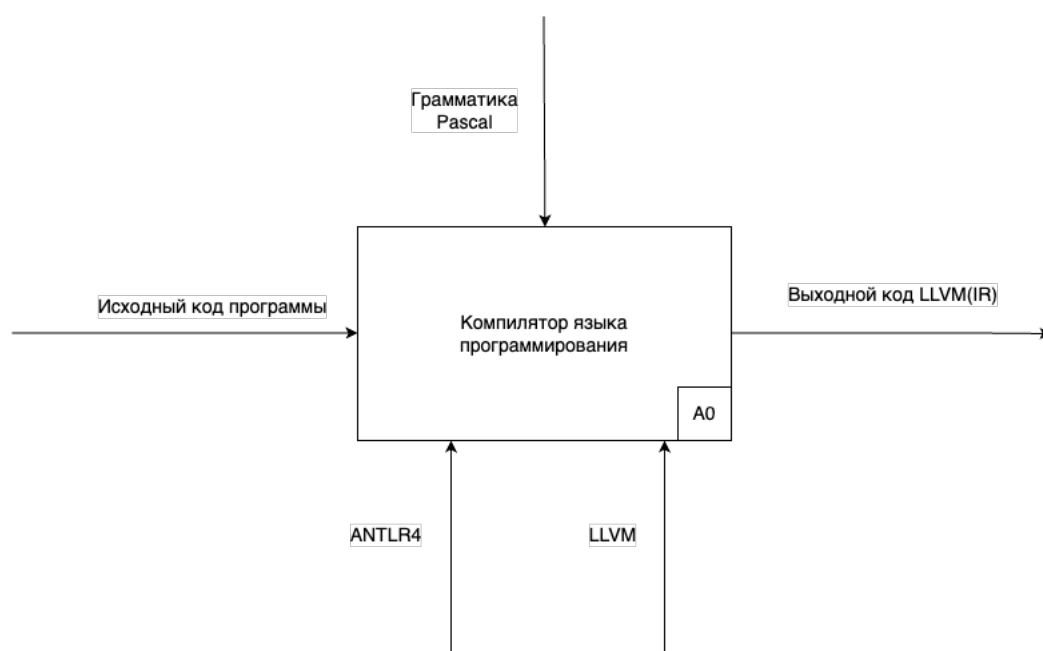 Грамматика
Pascal
Исходный код программы
Выходной код LLVM(IR)
Компилятор языка
программирования
A0
ANTLR4
LLVM